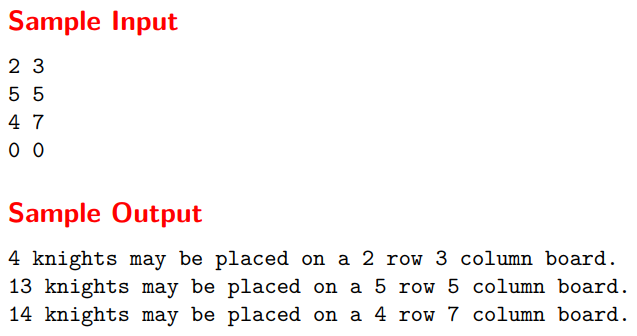 Sample Input
2 3
5 5
4 7
0 0
Sample Output
4 knights may be placed on a 2 row 3 column board.
13 knights may be placed on a 5 row 5 column board.
14 knights may be placed on a 4 row 7 column board.